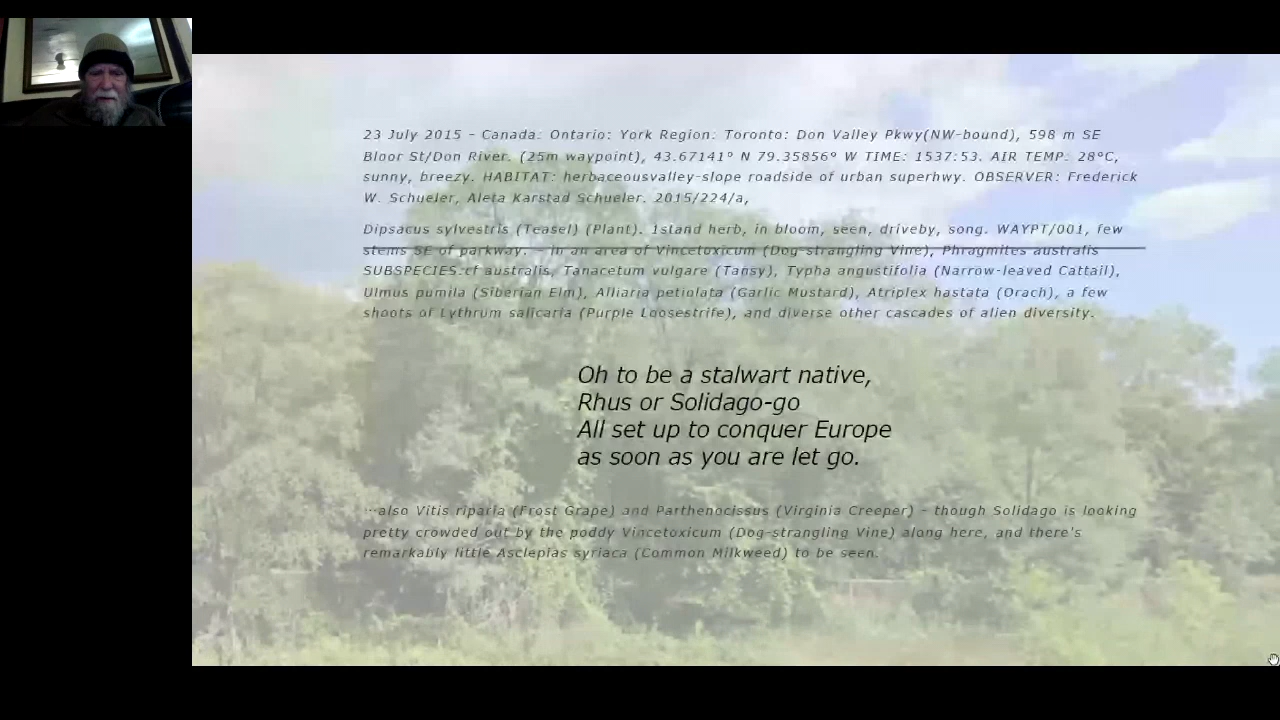 23 July 2015 - Canada: Ontario: York Region: Toronto: Don Valley Pkwy(NW-bound), 598 m SE
Bloor St/Don River. (25m waypoint), 43.67141° N 79.35856° W TIME: 1537:53. AIR TEMP: 28°C,
sunny, breezy. HABITAT: herbaceousvalley-slope roadside of urban superhwy. OBSERVER: Frederick
W. Schueler, Aleta Karstad Schueler. 2015/224/a,
Dipsacus sylvestris (Teasel) (Plant). 1stand herb, in bloom, seen, driveby, song. WAYPT/001, few
stems SE of parkway. - in an area of Vincetoxicum (Dog-strangling Vine), Phragmites australis
SUBSPECIES:cf australis, Tanacetum vulgare (Tansy), Typha angustifolia (Narrow-leaved Cattail),
Ulmus pumila (Siberian Elm), Alliaria petiolata (Garlic Mustard), Atriplex hastata (Orach), a few
shoots of Lythrum salicaria (Purple Loosestrife), and diverse other cascades of alien diversity.
Oh to be a stalwart native,
Rhus or Solidago-go
All set up to conquer Europe
as soon as you are let go.
...also Vitis riparia (Frost Grape) and Parthenocissus (Virginia Creeper) - though Solidago is looking
pretty crowded out by the poddy Vincetoxicum (Dog-strangling Vine) along here, and there's
remarkably little Asclepias syriaca (Common Milkweed) to be seen.